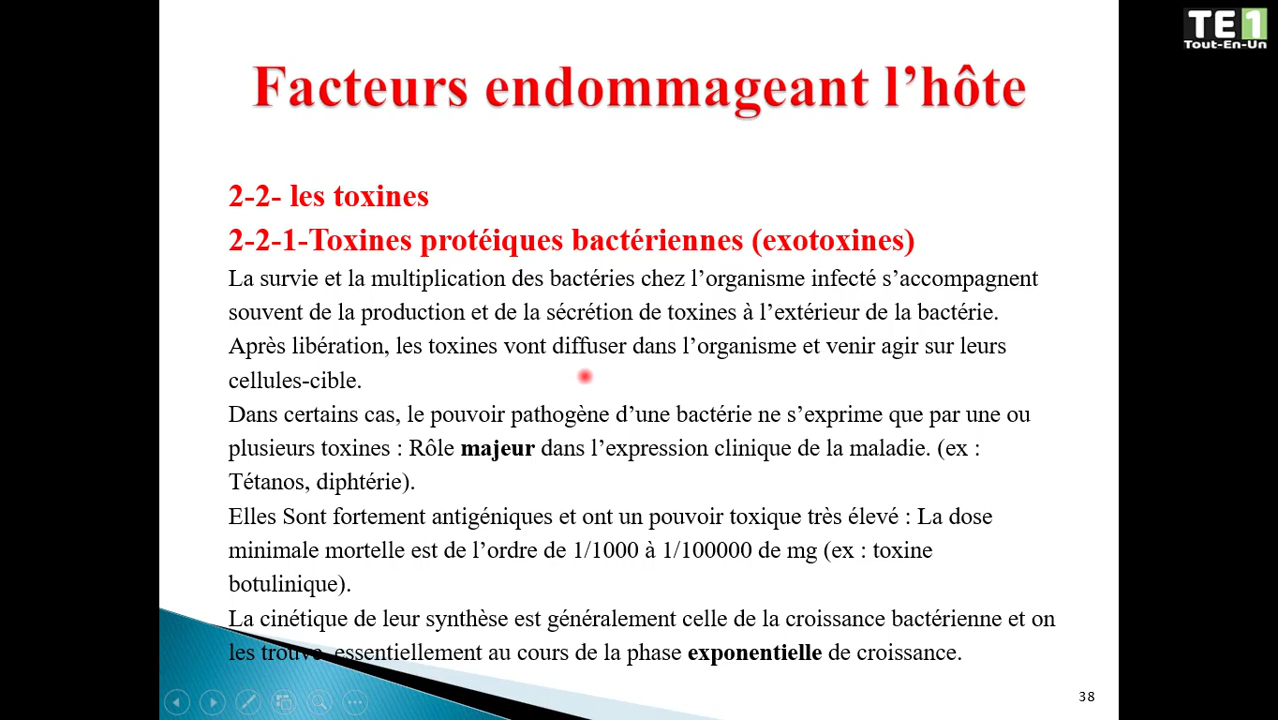 TE1
Tout-En-Un
Facteurs endommageant l’hôte
2-2- les toxines
2-2-1-Toxines protéiques bactériennes (exotoxines)
La survie et la multiplication des bactéries chez l’organisme infecté s’accompagnent
souvent de la production et de la sécrétion de toxines à l’extérieur de la bactérie.
Après libération, les toxines vont diffuser dans l’organisme et venir agir sur leurs
cellules-cible.
Dans certains cas, le pouvoir pathogène d’une bactérie ne s’exprime que par une ou
plusieurs toxines : Rôle majeur dans l’expression clinique de la maladie. (ex :
Tétanos, diphtérie).
Elles Sont fortement antigéniques et ont un pouvoir toxique très élevé : La dose
minimale mortelle est de l’ordre de 1/1000 à 1/100000 de mg (ex : toxine
botulinique).
La cinétique de leur synthèse est généralement celle de la croissance bactérienne et on
les trouve essentiellement au cours de la phase exponentielle de croissance.
38